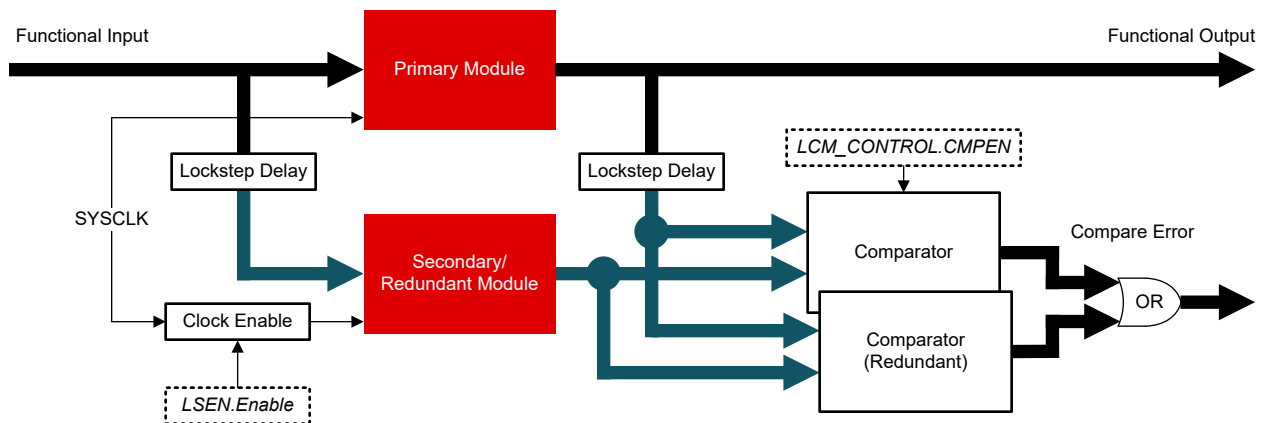 Functional Input
Functional Output
Primary Module
LCM_CONTROL.CMPEN
Lockstep Delay
Lockstep Delay
SYSCLK
Secondary/
Redundant Module
Comparator
Compare Error
Clock Enable
OR
Comparator
(Redundant)
LSEN.Enable